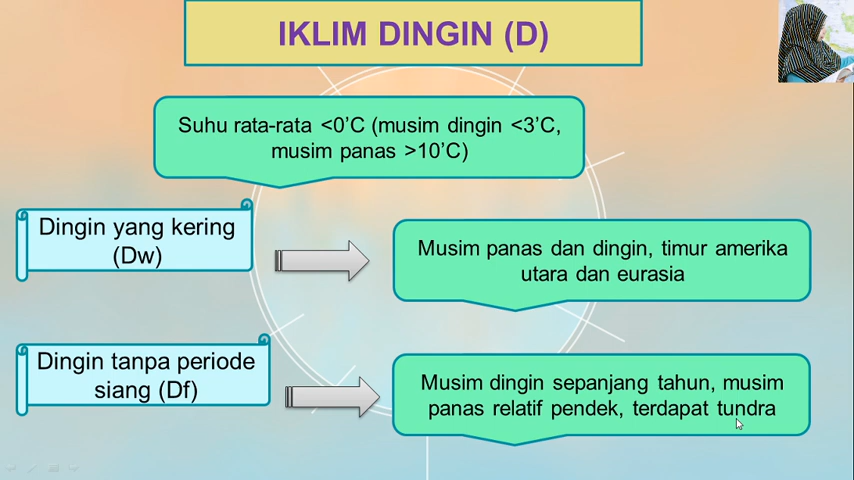 IKLIM DINGIN (D)
Suhu rata-rata <0’C (musim dingin <3’C,
musim panas >10’C)
Dingin yang kering
(Dw)
Musim panas dan dingin, timur amerika
utara dan eurasia
Dingin tanpa periode
siang (Df)
Musim dingin sepanjang tahun, musim
panas relatif pendek, terdapat tundra